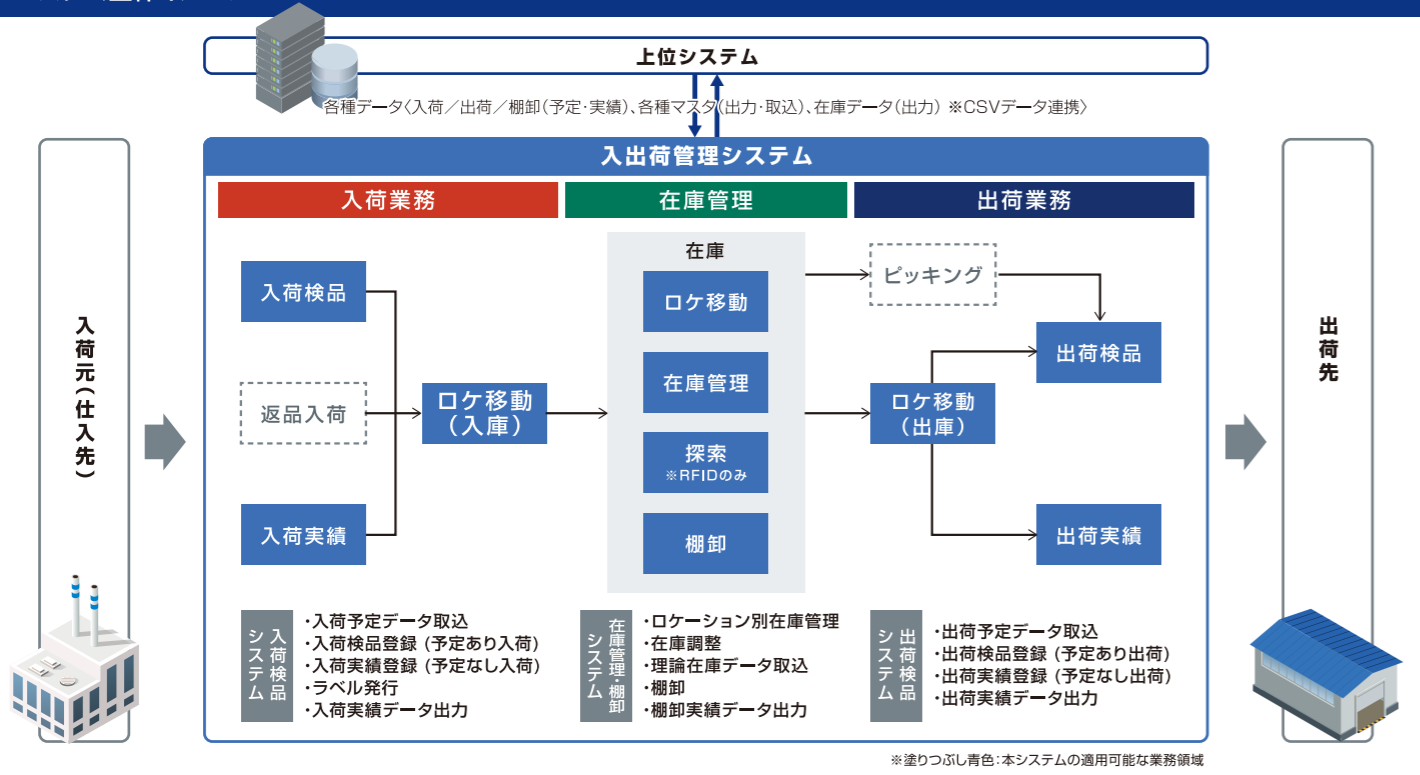 上位システム
各種データ〈入荷／出荷／棚卸(予定・実績)、各種マスタ(出力・取込)、在庫データ(出力) ※CSVデータ連携〉
入荷元(仕入先)
入出荷管理システム
入荷業務
在庫管理
出荷業務
入荷検品
返品入荷
入荷実績
ロケ移動
(入庫)
在庫
ロケ移動
在庫管理
探索
※RFIDのみ
棚卸
ピッキング
ロケ移動
(出庫)
出荷検品
出荷実績
入荷検品
システム
・入荷予定データ取込
・入荷検品登録 (予定あり入荷)
・入荷実績登録 (予定なし入荷)
・ラベル発行
・入荷実績データ出力
在庫管理・棚卸
システム
・ロケーション別在庫管理
・在庫調整
・理論在庫データ取込
・棚卸
・棚卸実績データ出力
出荷検品
システム
・出荷予定データ取込
・出荷検品登録 (予定あり出荷)
・出荷実績登録 (予定なし出荷)
・出荷実績データ出力
出荷先
※塗りつぶし青色：本システムの適用可能な業務領域